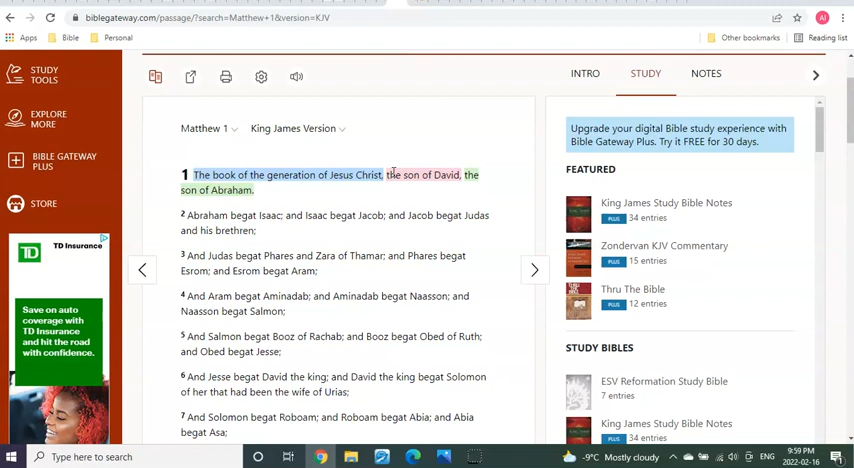 biblegateway.com/passage/?search=Matthew+1&version=KJV
AI
Apps Bible Personal Other bookmarks Reading list
STUDY
TOOLS
EXPLORE
MORE
BIBLE GATEWAY
PLUS
STORE
TD TD Insurance
Save on auto
coverage with
TD Insurance
and hit the road
with confidence.
Matthew 1 King James Version
1 The book of the generation of Jesus Christ, the son of David, the
son of Abraham.
2 Abraham begat Isaac; and Isaac begat Jacob; and Jacob begat Judas
and his brethren;
3 And Judas begat Phares and Zara of Thamar; and Phares begat
Esrom; and Esrom begat Aram;
4 And Aram begat Aminadab; and Aminadab begat Naasson; and
Naasson begat Salmon;
5 And Salmon begat Booz of Rachab; and Booz begat Obed of Ruth;
and Obed begat Jesse;
6 And Jesse begat David the king; and David the king begat Solomon
of her that had been the wife of Urias;
7 And Solomon begat Roboam; and Roboam begat Abia; and Abia
begat Asa;
INTRO STUDY NOTES
Upgrade your digital Bible study experience with
Bible Gateway Plus. Try it FREE for 30 days.
FEATURED
King James Study Bible Notes
PLUS 34 entries
Zondervan KJV Commentary
PLUS 15 entries
Thru The Bible
PLUS 12 entries
STUDY BIBLES
ESV Reformation Study Bible
7 entries
King James Study Bible Notes
PLUS 34 entries
Type here to search
-9°C Mostly cloudy ENG 9:59 PM
2022-02-16